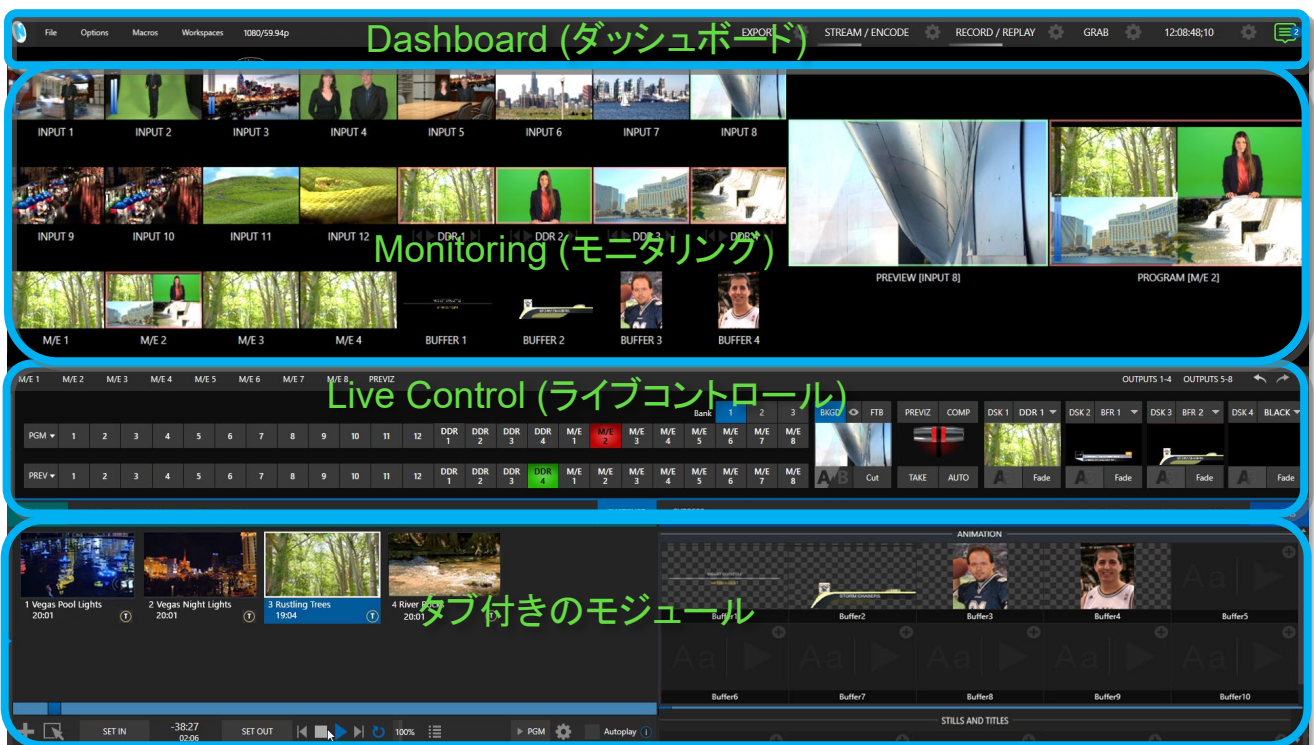 File Options Macros Workspaces 1080/59.94p
EXPORT STREAM / ENCODE RECORD / REPLAY GRAB 12:08:48;10 2
Dashboard (ダッシュボード)
INPUT 1 INPUT 2 INPUT 3 INPUT 4 INPUT 5 INPUT 6 INPUT 7 INPUT 8
INPUT 9 INPUT 10 INPUT 11 INPUT 12 DDR 1 DDR 2 DDR 3 DDR
Monitoring (モニタリング)
PREVIEW [INPUT 8] PROGRAM [M/E 2]
M/E 1 M/E 2 M/E 3 M/E 4 BUFFER 1 BUFFER 2 BUFFER 3 BUFFER 4
M/E 1 M/E 2 M/E 3 M/E 4 M/E 5 M/E 6 M/E 7 M/E 8 PREVIZ
OUTPUTS 1-4 OUTPUTS 5-8
Live Control (ライブコントロール)
Bank 1 2 3 BKGD FTB PREVIZ COMP DSK 1 DDR 1 DSK 2 BFR 1 DSK 3 BFR 2 DSK 4 BLACK
PGM 1 2 3 4 5 6 7 8 9 10 11 12 DDR 1 DDR 2 DDR 3 DDR 4 M/E 1 M/E 2 M/E 3 M/E 4 M/E 5 M/E 6 M/E 7 M/E 8
PREV 1 2 3 4 5 6 7 8 9 10 11 12 DDR 1 DDR 2 DDR 3 DDR 4 M/E 1 M/E 2 M/E 3 M/E 4 M/E 5 M/E 6 M/E 7 M/E 8
A/B Cut TAKE AUTO A Fade A Fade A Fade A Fade
ANIMATION
1 Vegas Pool Lights 2 Vegas Night Lights 3 Rustling Trees 4 River
20:01 T 20:01 T 19:04 T 20:01 T
タブ付きのモジュール
STORM CHASERS
Buffer1 Buffer2 Buffer3 Buffer4 Buffer5
Aa
Aa Aa Aa Aa Aa
Buffer6 Buffer7 Buffer8 Buffer9 Buffer10
STILLS AND TITLES
SET IN -38:27 SET OUT 100% PGM Autoplay i
02:06